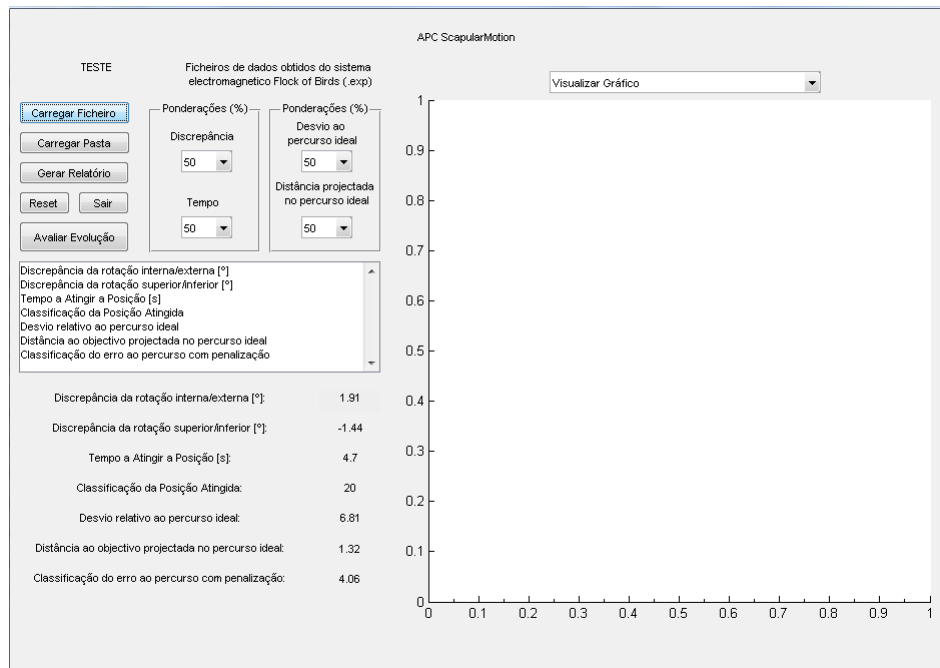 APC ScapularMotion
TESTE
Ficheiros de dados obtidos do sistema
electromagnetico Flock of Birds (.exp)
Visualizar Gráfico
Carregar Ficheiro
Carregar Pasta
Gerar Relatório
Reset
Sair
Avaliar Evolução
Ponderações (%)
Discrepância
50
Tempo
50
Ponderações (%)
Desvio ao
percurso ideal
50
Distância projectada
no percurso ideal
50
Discrepância da rotação interna/externa [º]
Discrepância da rotação superior/inferior [º]
Tempo a Atingir a Posição [s]
Classificação da Posição Atingida
Desvio relativo ao percurso ideal
Distância ao objectivo projectada no percurso ideal
Classificação do erro ao percurso com penalização
Discrepância da rotação interna/externa [º]: 1.91
Discrepância da rotação superior/inferior [º]: -1.44
Tempo a Atingir a Posição [s]: 4.7
Classificação da Posição Atingida: 20
Desvio relativo ao percurso ideal: 6.81
Distância ao objectivo projectada no percurso ideal: 1.32
Classificação do erro ao percurso com penalização: 4.06
1
0.9
0.8
0.7
0.6
0.5
0.4
0.3
0.2
0.1
0
0 0.1 0.2 0.3 0.4 0.5 0.6 0.7 0.8 0.9 1